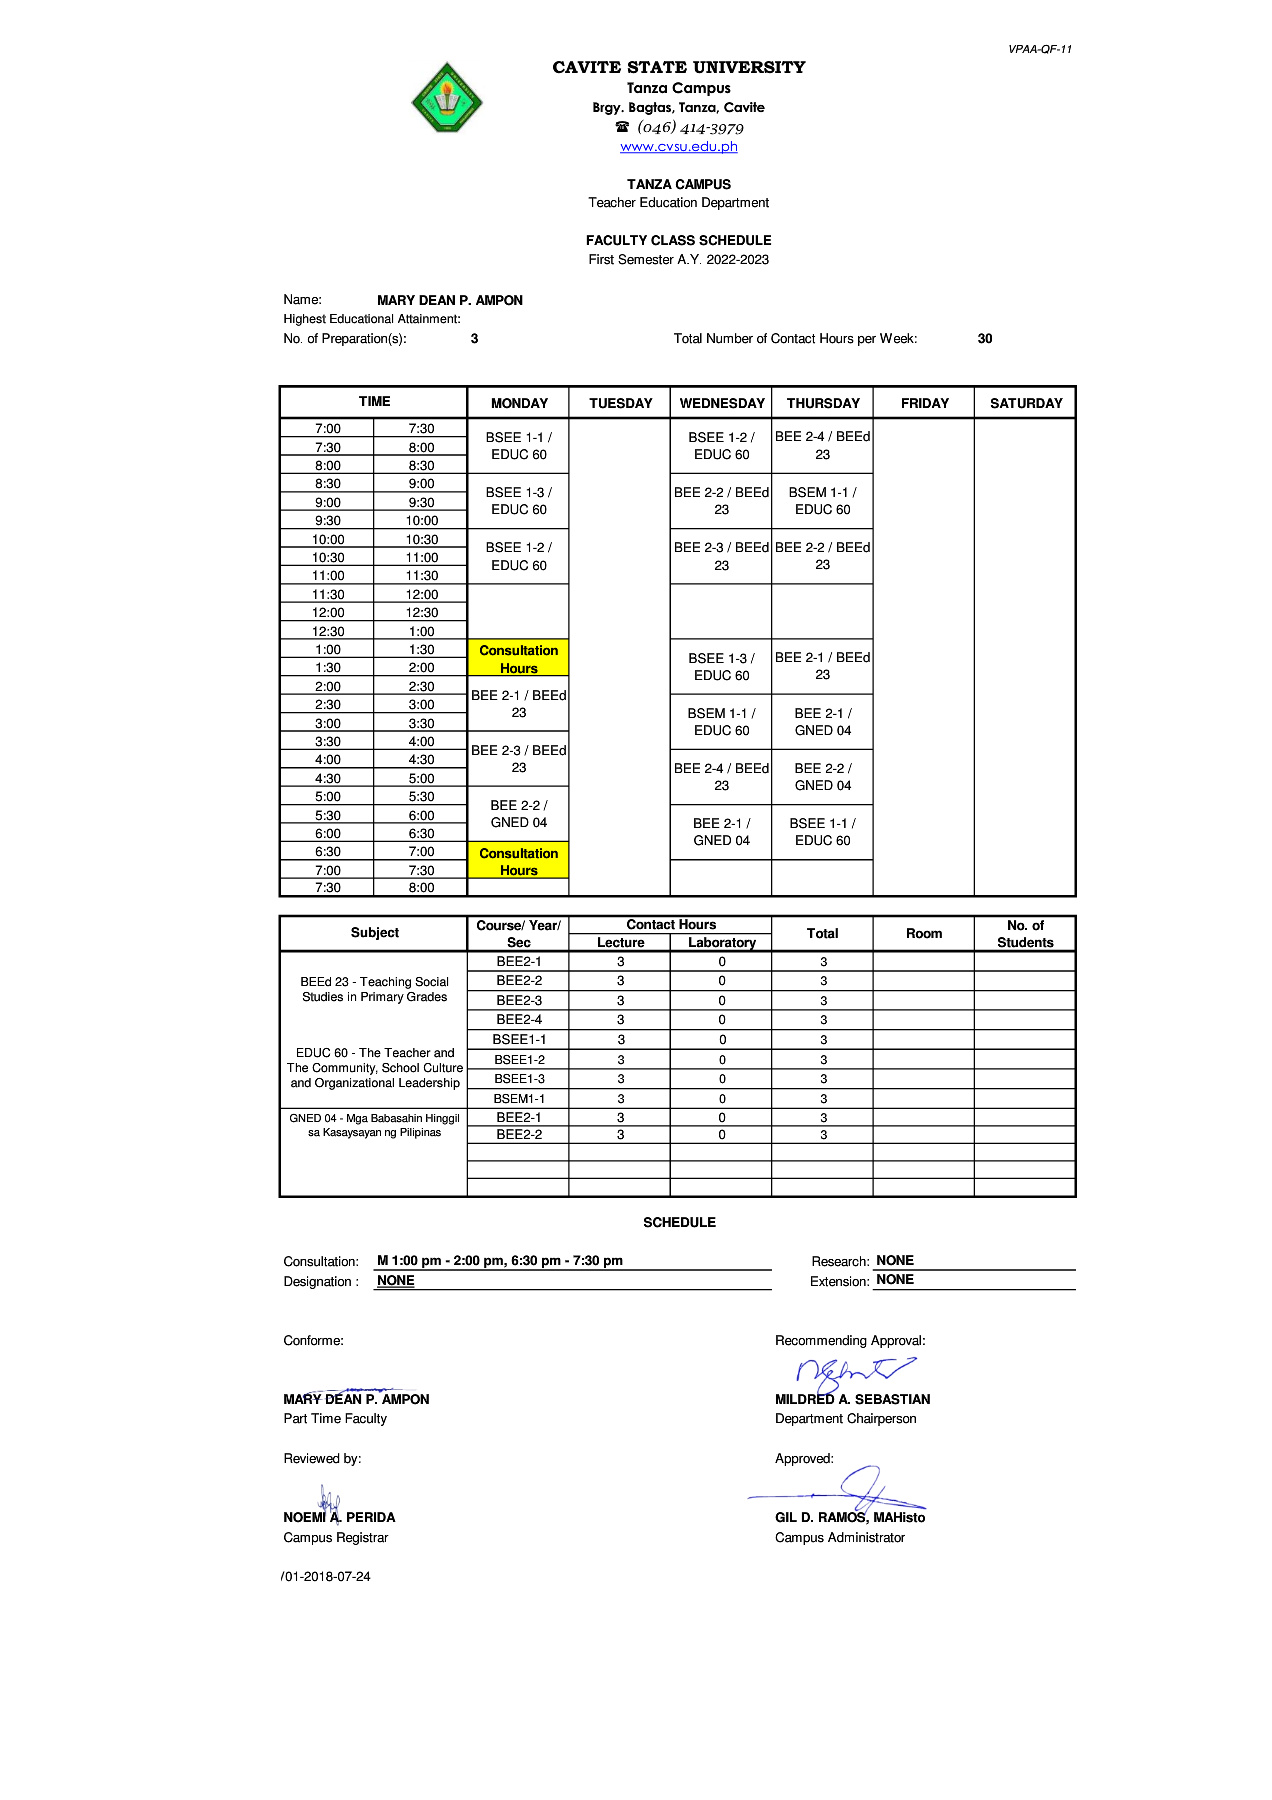 VPAA-QF-11
CAVITE STATE UNIVERSITY
Tanza Campus
Brgy. Bagtas, Tanza, Cavite
☎ (046) 414-3979
www.cvsu.edu.ph
TANZA CAMPUS
Teacher Education Department
FACULTY CLASS SCHEDULE
First Semester A.Y. 2022-2023
Name: MARY DEAN P. AMPON
Highest Educational Attainment:
No. of Preparation(s): 3 Total Number of Contact Hours per Week: 30
TIME MONDAY TUESDAY WEDNESDAY THURSDAY FRIDAY SATURDAY
7:00 7:30
7:30 8:00
8:00 8:30
BSEE 1-1 / BSEE 1-2 / BEE 2-4 / BEEd
EDUC 60 EDUC 60 23
8:30 9:00
9:00 9:30
9:30 10:00
BSEE 1-3 / BEE 2-2 / BEEd BSEM 1-1 /
EDUC 60 23 EDUC 60
10:00 10:30
10:30 11:00
11:00 11:30
BSEE 1-2 / BEE 2-3 / BEEd BEE 2-2 / BEEd
EDUC 60 23 23
11:30 12:00
12:00 12:30
12:30 1:00
1:00 1:30
1:30 2:00
Consultation BSEE 1-3 / BEE 2-1 / BEEd
Hours EDUC 60 23
2:00 2:30
2:30 3:00
3:00 3:30
BEE 2-1 / BEEd BSEM 1-1 / BEE 2-1 /
23 EDUC 60 GNED 04
3:30 4:00
4:00 4:30
4:30 5:00
BEE 2-3 / BEEd BEE 2-4 / BEEd BEE 2-2 /
23 23 GNED 04
5:00 5:30
5:30 6:00
6:00 6:30
BEE 2-2 / BEE 2-1 / BSEE 1-1 /
GNED 04 GNED 04 EDUC 60
6:30 7:00
7:00 7:30
Consultation
Hours
7:30 8:00
Subject Course/ Year/ Contact Hours Total Room No. of
Sec Lecture Laboratory Students
BEEd 23 - Teaching Social
Studies in Primary Grades
BEE2-1 3 0 3
BEE2-2 3 0 3
BEE2-3 3 0 3
BEE2-4 3 0 3
EDUC 60 - The Teacher and
The Community, School Culture
and Organizational Leadership
BSEE1-1 3 0 3
BSEE1-2 3 0 3
BSEE1-3 3 0 3
BSEM1-1 3 0 3
GNED 04 - Mga Babasahin Hinggil
sa Kasaysayan ng Pilipinas
BEE2-1 3 0 3
BEE2-2 3 0 3
SCHEDULE
Consultation: M 1:00 pm - 2:00 pm, 6:30 pm - 7:30 pm Research: NONE
Designation : NONE Extension: NONE
Conforme: Recommending Approval:
MARY DEAN P. AMPON MILDRED A. SEBASTIAN
Part Time Faculty Department Chairperson
Reviewed by: Approved:
NOEMI A. PERIDA GIL D. RAMOS, MAHisto
Campus Registrar Campus Administrator
/01-2018-07-24